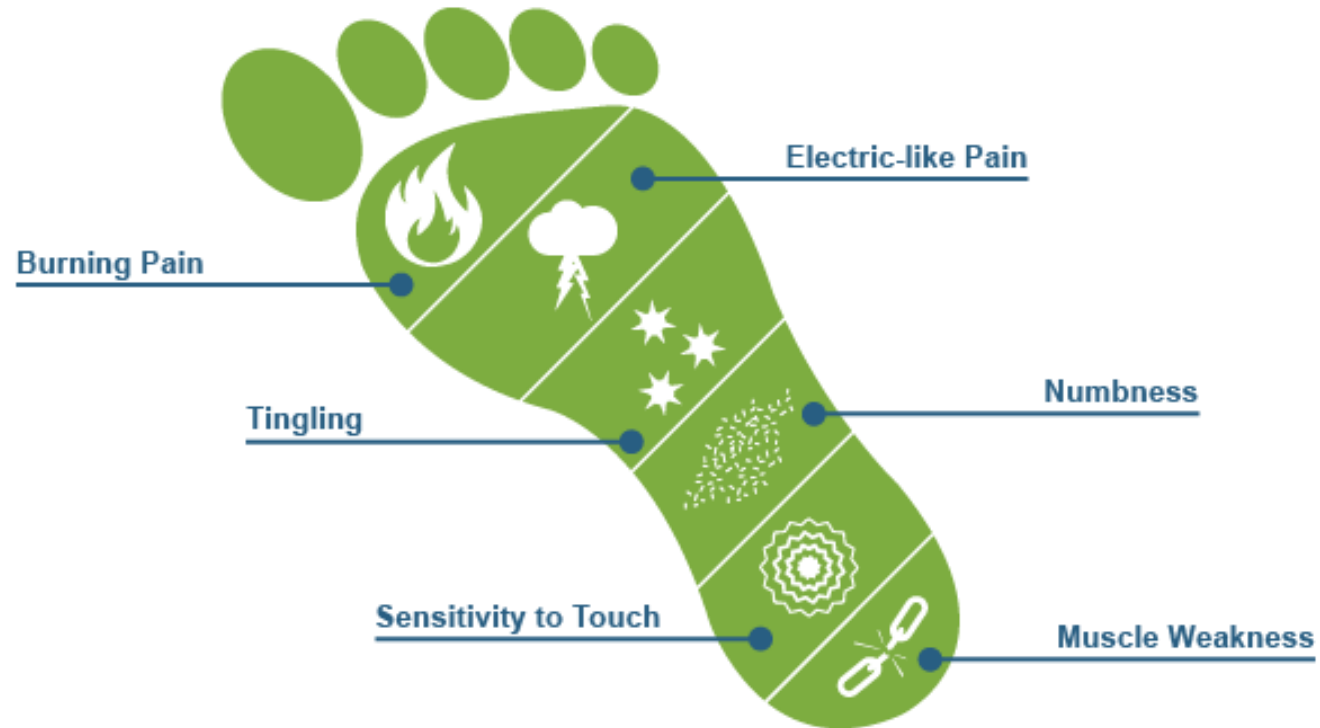 Electric-like Pain
Burning Pain
Numbness
Tingling
Sensitivity to Touch
Muscle Weakness